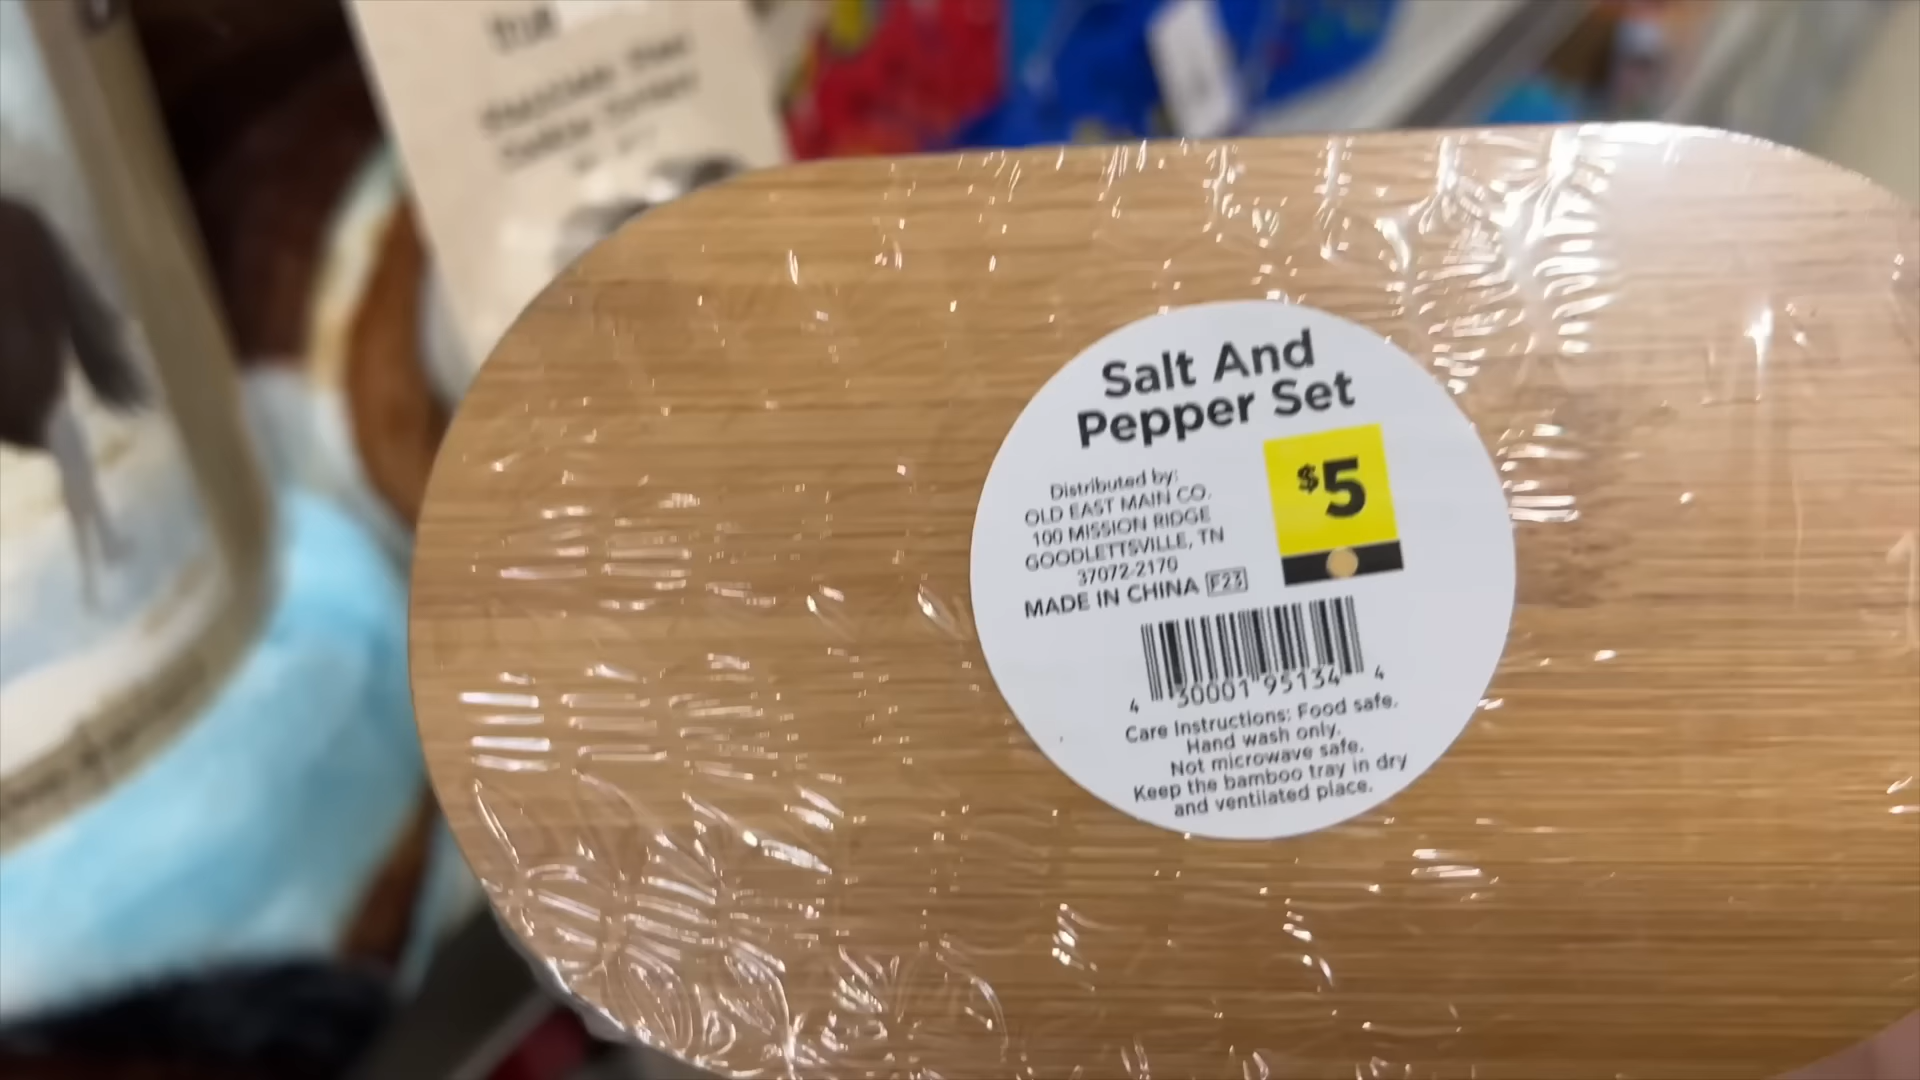 Salt And
Pepper Set
$5
Distributed by:
OLD EAST MAIN CO.
100 MISSION RIDGE
GOODLETTSVILLE, TN
37072-2170
MADE IN CHINA F23
4 30001 95134 4
Care Instructions: Food safe.
Hand wash only.
Not microwave safe.
Keep the bamboo tray in dry
and ventilated place.